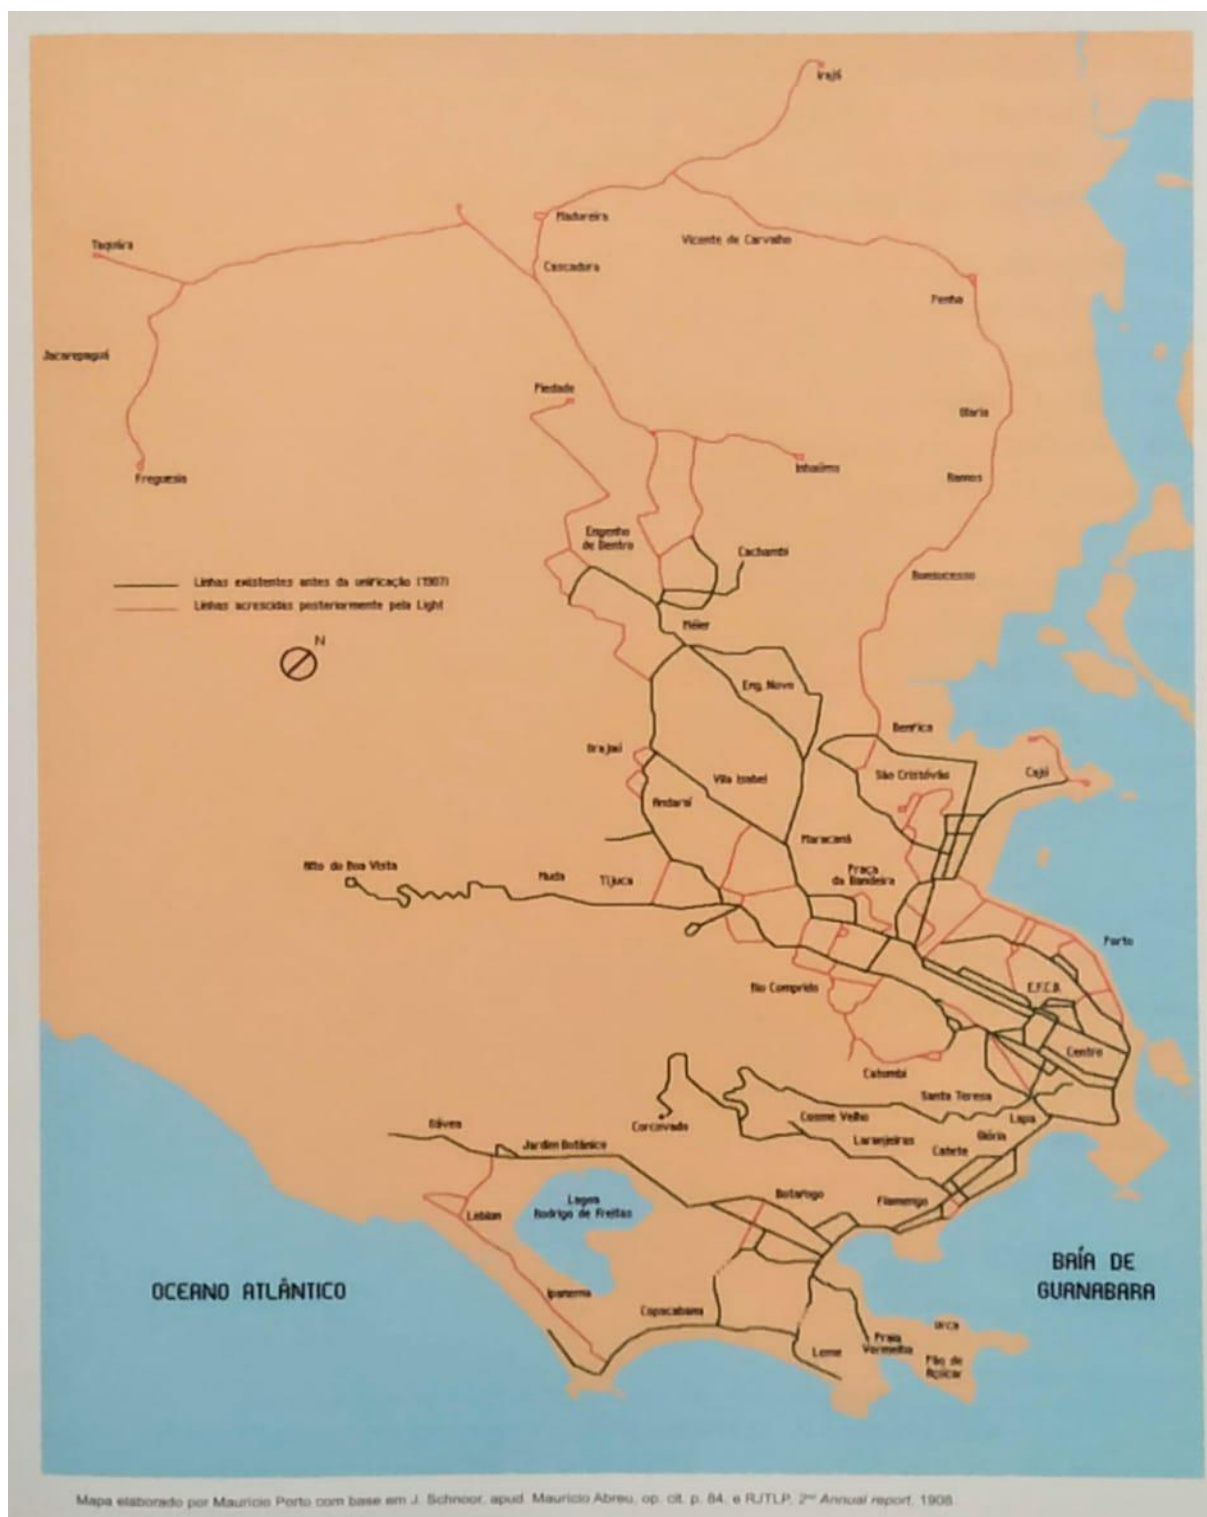 Irajá
Madureira
Taquára
Vicente de Carvalho
Cascadura
Penha
Jacarepaguá
Piedade
Olaria
Inhaúma
Freguesia
Ramos
Engenho
de Dentro
Cachambi
Bonsucesso
Linhas existentes antes da unificação (1907)
Linhas acrescidas posteriormente pela Light
N
Méier
Eng. Novo
Benfica
Grajaú
São Cristóvão
Cajú
Vila Isabel
Andaraí
Maracanã
Alto da Boa Vista
Muda
Tijuca
Praça
da Bandeira
Porto
Rio Comprido
E.F.C.B.
Centro
Catumbi
Santa Teresa
Cosme Velho
Lapa
Corcovado
Gávea
Jardim Botânico
Laranjeiras
Glória
Catete
Botafogo
Flamengo
Lagoa
Rodrigo de Freitas
Leblon
BAÍA DE
GUANABARA
OCEANO ATLÂNTICO
Ipanema
Copacabana
Urca
Praia
Vermelha
Leme
Pão de
Açúcar
Mapa elaborado por Maurício Porto com base em J. Schnoor, apud. Maurício Abreu, op. cit. p. 84, e RJTLP, 2nd Annual report, 1908